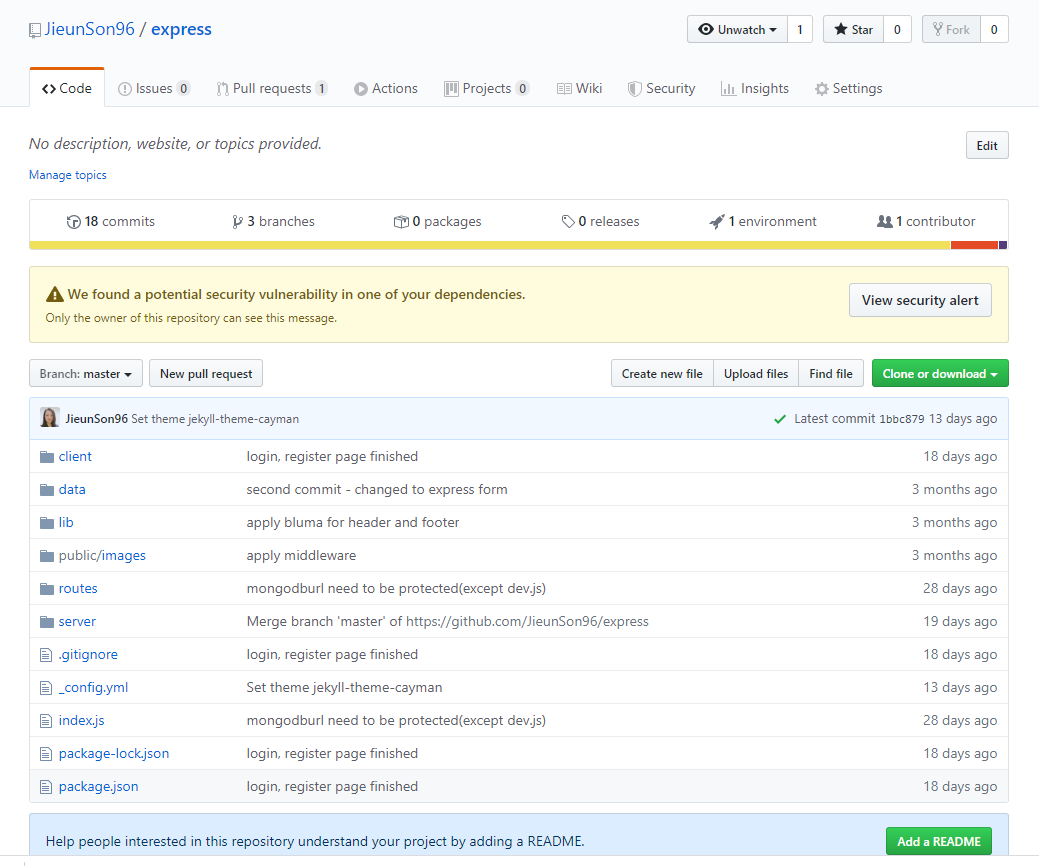 JieunSon96 / express
Unwatch 1 Star 0 Fork 0
Code Issues 0 Pull requests 1 Actions Projects 0 Wiki Security Insights Settings
No description, website, or topics provided. Edit
Manage topics
18 commits 3 branches 0 packages 0 releases 1 environment 1 contributor
We found a potential security vulnerability in one of your dependencies.
Only the owner of this repository can see this message.
View security alert
Branch: master New pull request Create new file Upload files Find file Clone or download
JieunSon96 Set theme jekyll-theme-cayman Latest commit 1bbc879 13 days ago
client login, register page finished 18 days ago
data second commit - changed to express form 3 months ago
lib apply bluma for header and footer 3 months ago
public/images apply middleware 3 months ago
routes mongodburl need to be protected(except dev.js) 28 days ago
server Merge branch 'master' of https://github.com/JieunSon96/express 19 days ago
.gitignore login, register page finished 18 days ago
_config.yml Set theme jekyll-theme-cayman 13 days ago
index.js mongodburl need to be protected(except dev.js) 28 days ago
package-lock.json login, register page finished 18 days ago
package.json login, register page finished 18 days ago
Help people interested in this repository understand your project by adding a README. Add a README